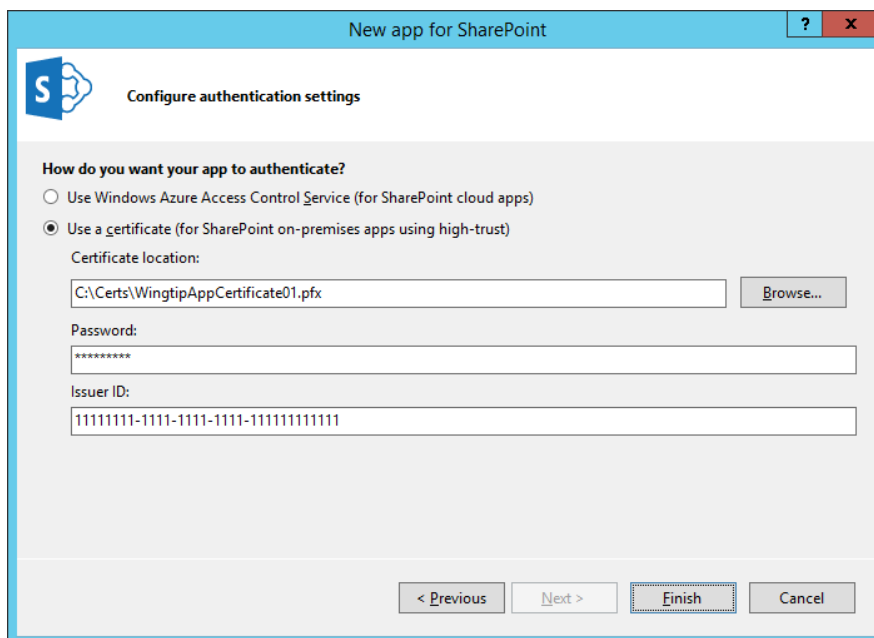 New app for SharePoint
?
x
S
Configure authentication settings
How do you want your app to authenticate?
Use Windows Azure Access Control Service (for SharePoint cloud apps)
Use a certificate (for SharePoint on-premises apps using high-trust)
Certificate location:
C:\Certs\WingtipAppCertificate01.pfx
Browse...
Password:
*********
Issuer ID:
11111111-1111-1111-1111-111111111111
< Previous
Next >
Finish
Cancel